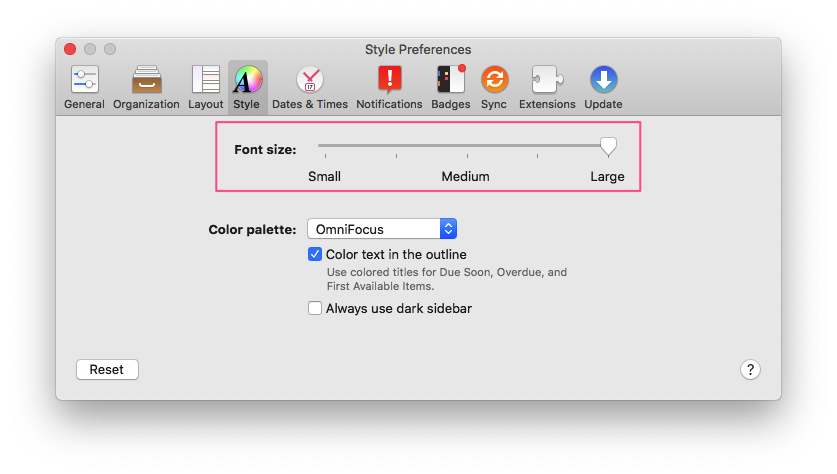 Style Preferences
General Organization Layout Style Dates & Times Notifications Badges Sync Extensions Update
17
Font size:
Small Medium Large
Color palette: OmniFocus
Color text in the outline
Use colored titles for Due Soon, Overdue, and
First Available Items.
Always use dark sidebar
Reset ?